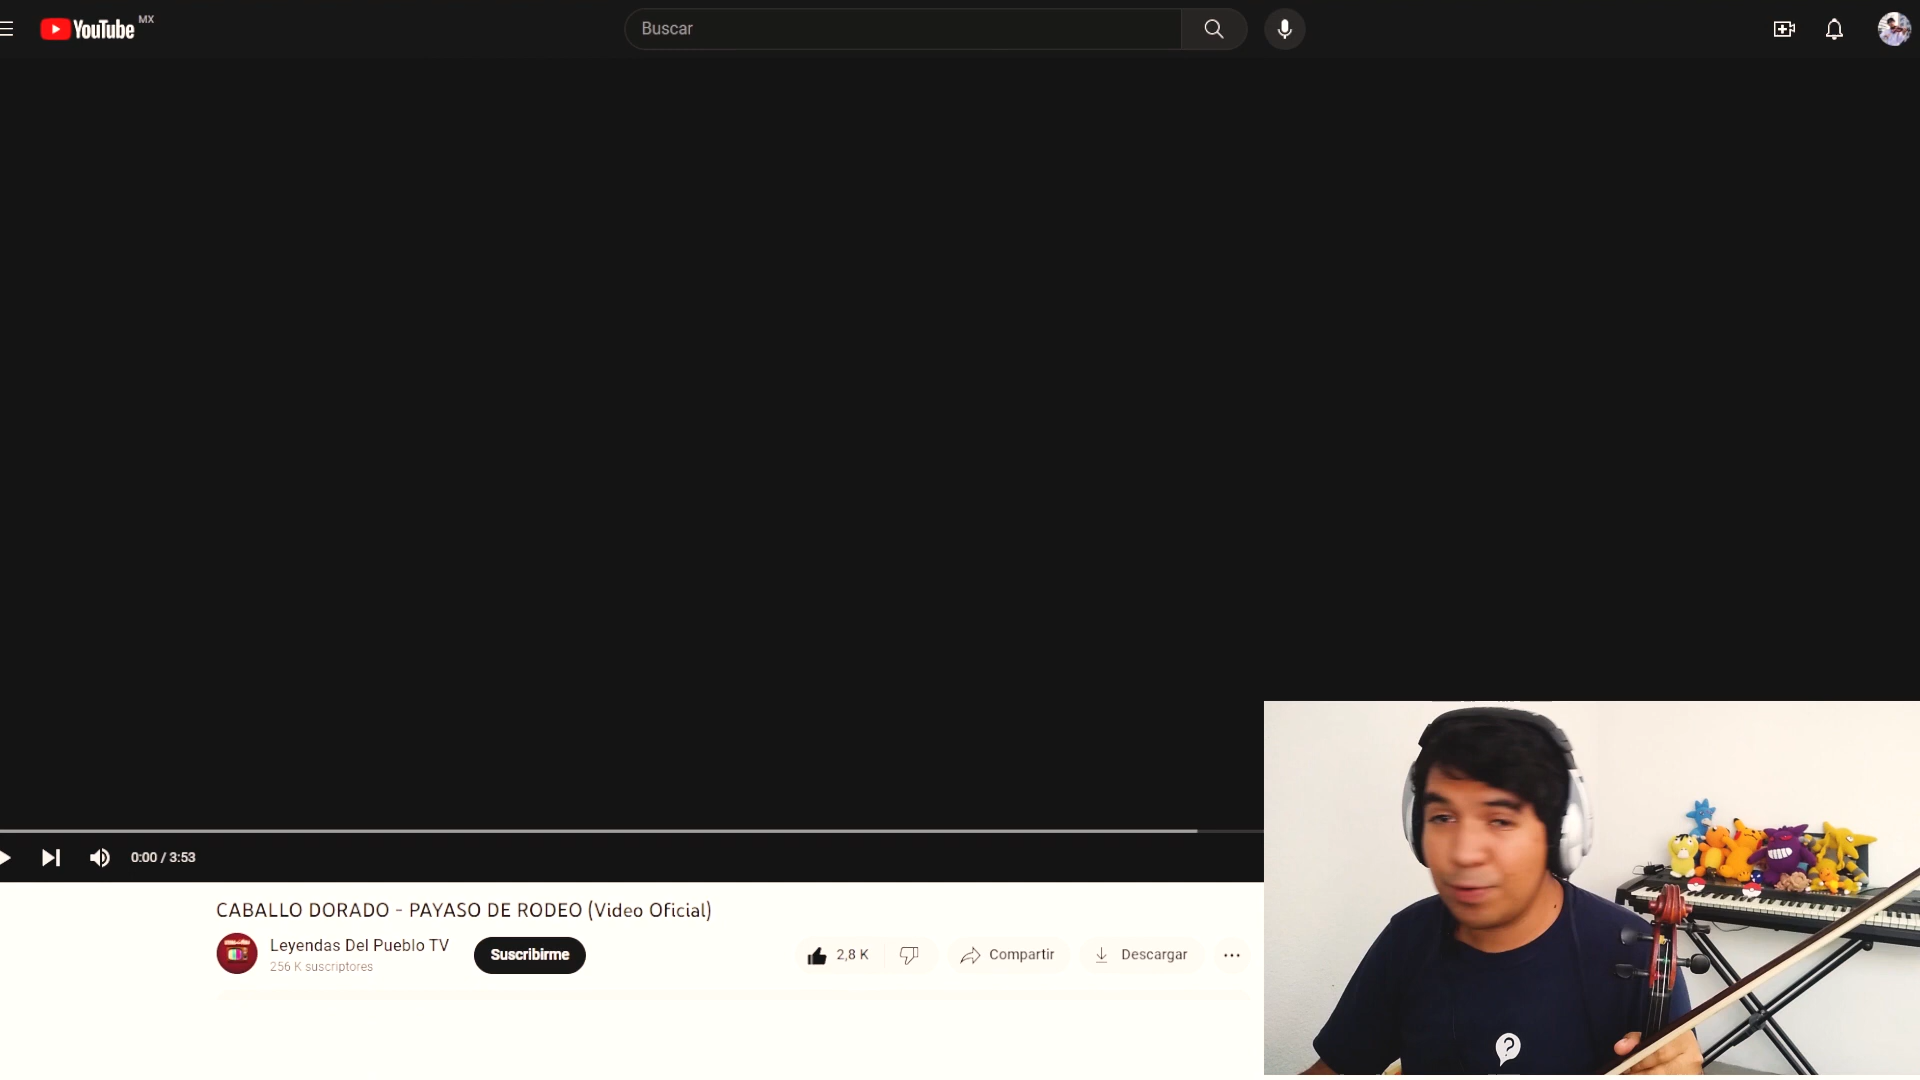 YouTube MX
Buscar
0:00 / 3:53
CABALLO DORADO - PAYASO DE RODEO (Video Oficial)
Leyendas Del Pueblo TV
256 K suscriptores
Suscribirme
2,8 K
Compartir
Descargar
?